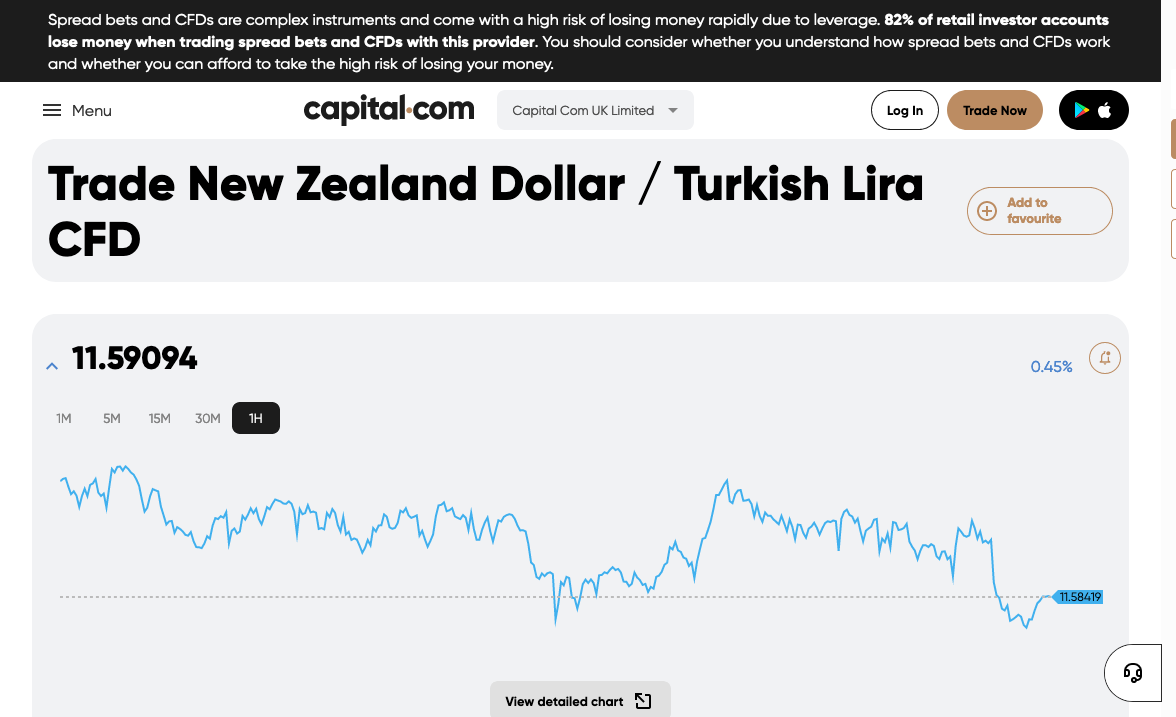 Spread bets and CFDs are complex instruments and come with a high risk of losing money rapidly due to leverage. 82% of retail investor accounts
lose money when trading spread bets and CFDs with this provider. You should consider whether you understand how spread bets and CFDs work
and whether you can afford to take the high risk of losing your money.
Menu
capital.com
Capital Com UK Limited
Log In
Trade Now
Trade New Zealand Dollar / Turkish Lira
CFD
Add to
favourite
11.59094
0.45%
1M 5M 15M 30M 1H
11.58419
View detailed chart